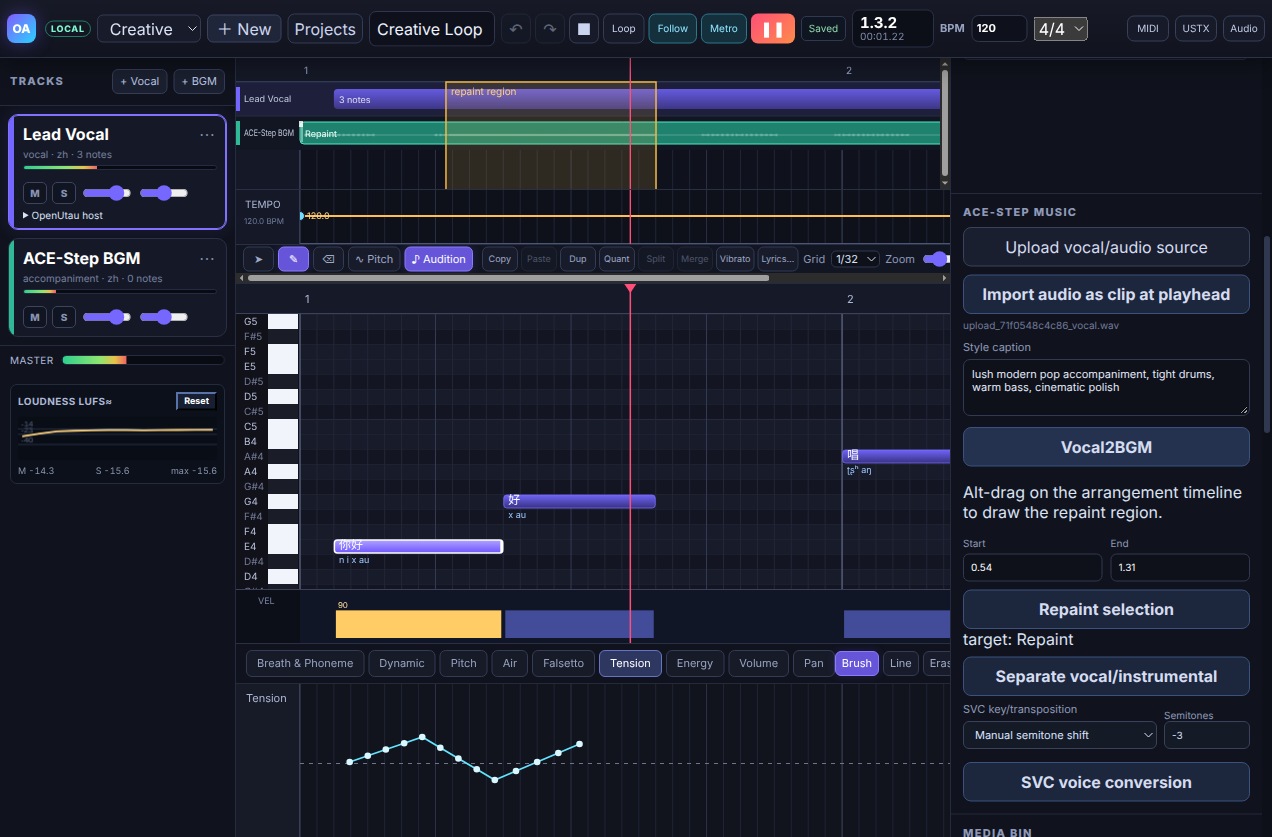 OA LOCAL Creative + New Projects Creative Loop Loop Follow Metro Saved 1.3.2 BPM 120 4/4 MIDI USTX Audio
00:01.22
TRACKS + Vocal + BGM
Lead Vocal
vocal · zh · 3 notes
M S
OpenUtau host
ACE-Step BGM
accompaniment · zh · 0 notes
M S
MASTER
LOUDNESS LUFS≈ Reset
M -14.3 S -15.6 max -15.6
1 2
Lead Vocal 3 notes repaint region
ACE-Step BGM Repaint
TEMPO
120.0 BPM 120.0
Pitch Audition Copy Paste Dup Quant Split Merge Vibrato Lyrics... Grid 1/32 Zoom
1 2
G5
F#5
F5
E5
D#5
D5
C#5
C5
B4
A#4 唱
A4 tʂʰ aŋ
G#4
G4 好
F#4 x au
F4
E4 你好
D#4 n i x au
D4
VEL 90
Breath & Phoneme Dynamic Pitch Air Falsetto Tension Energy Volume Pan Brush Line Eras
Tension
ACE-STEP MUSIC
Upload vocal/audio source
Import audio as clip at playhead
upload_71f0548c4c86_vocal.wav
Style caption
lush modern pop accompaniment, tight drums,
warm bass, cinematic polish
Vocal2BGM
Alt-drag on the arrangement timeline
to draw the repaint region.
Start End
0.54 1.31
Repaint selection
target: Repaint
Separate vocal/instrumental
SVC key/transposition Semitones
Manual semitone shift -3
SVC voice conversion
MEDIA BIN